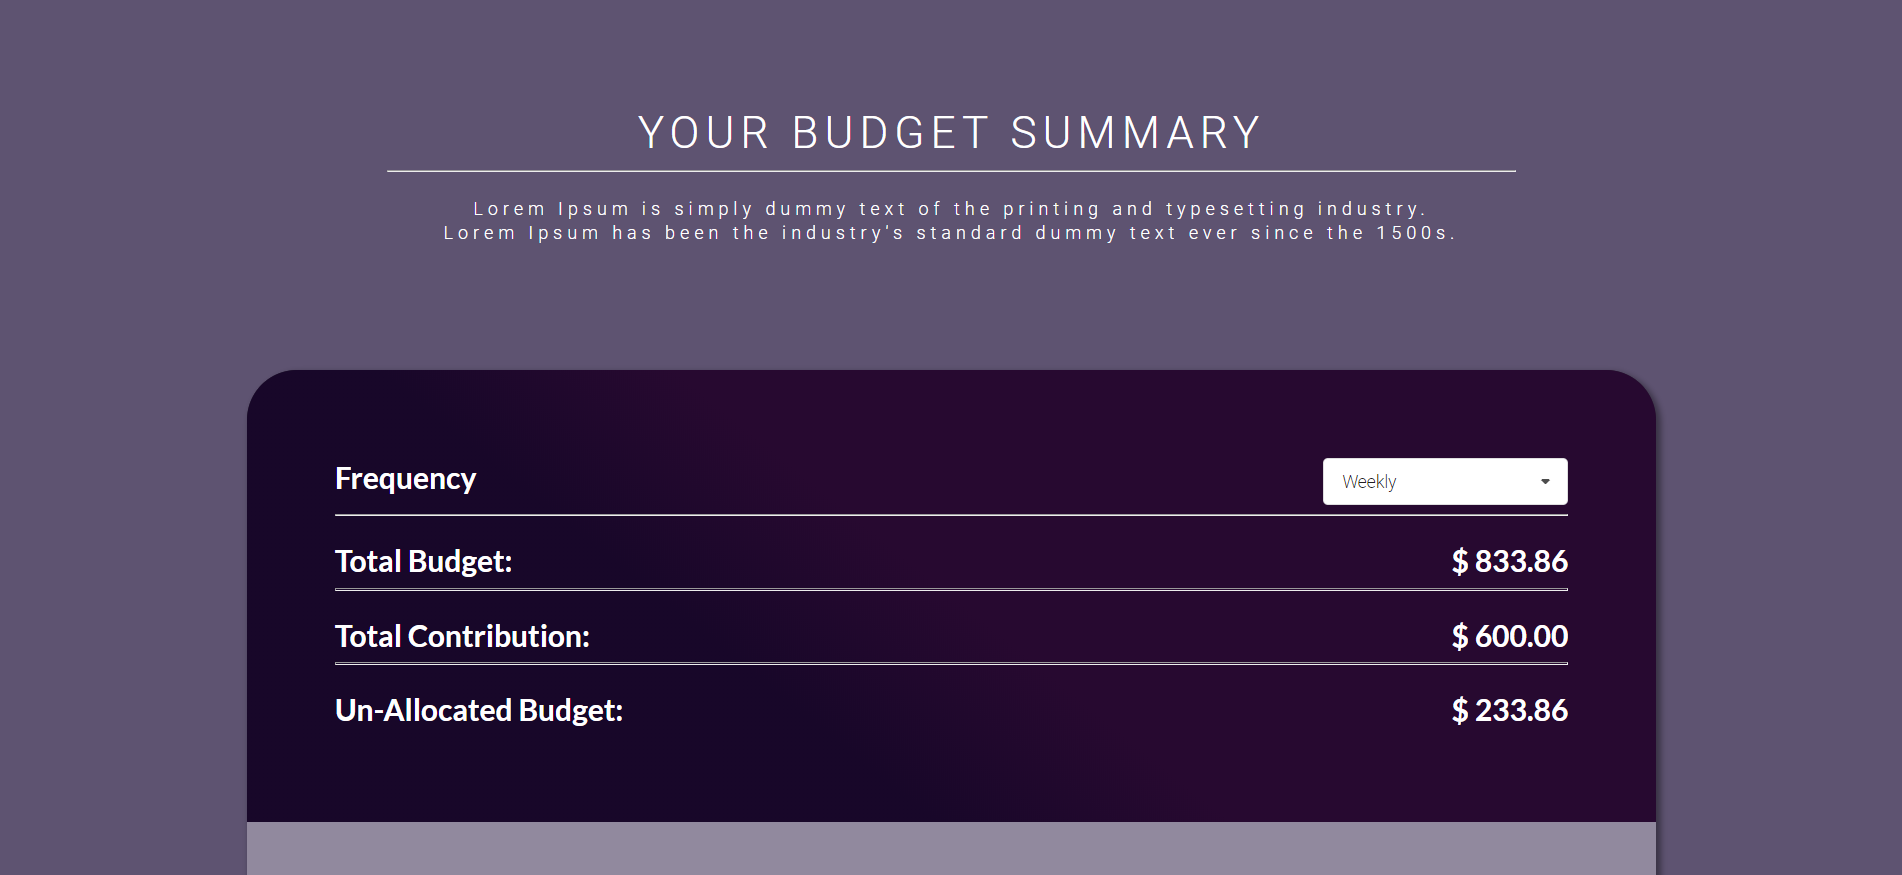 YOUR BUDGET SUMMARY
Lorem Ipsum is simply dummy text of the printing and typesetting industry.
Lorem Ipsum has been the industry's standard dummy text ever since the 1500s.
Frequency Weekly
Total Budget: $ 833.86
Total Contribution: $ 600.00
Un-Allocated Budget: $ 233.86